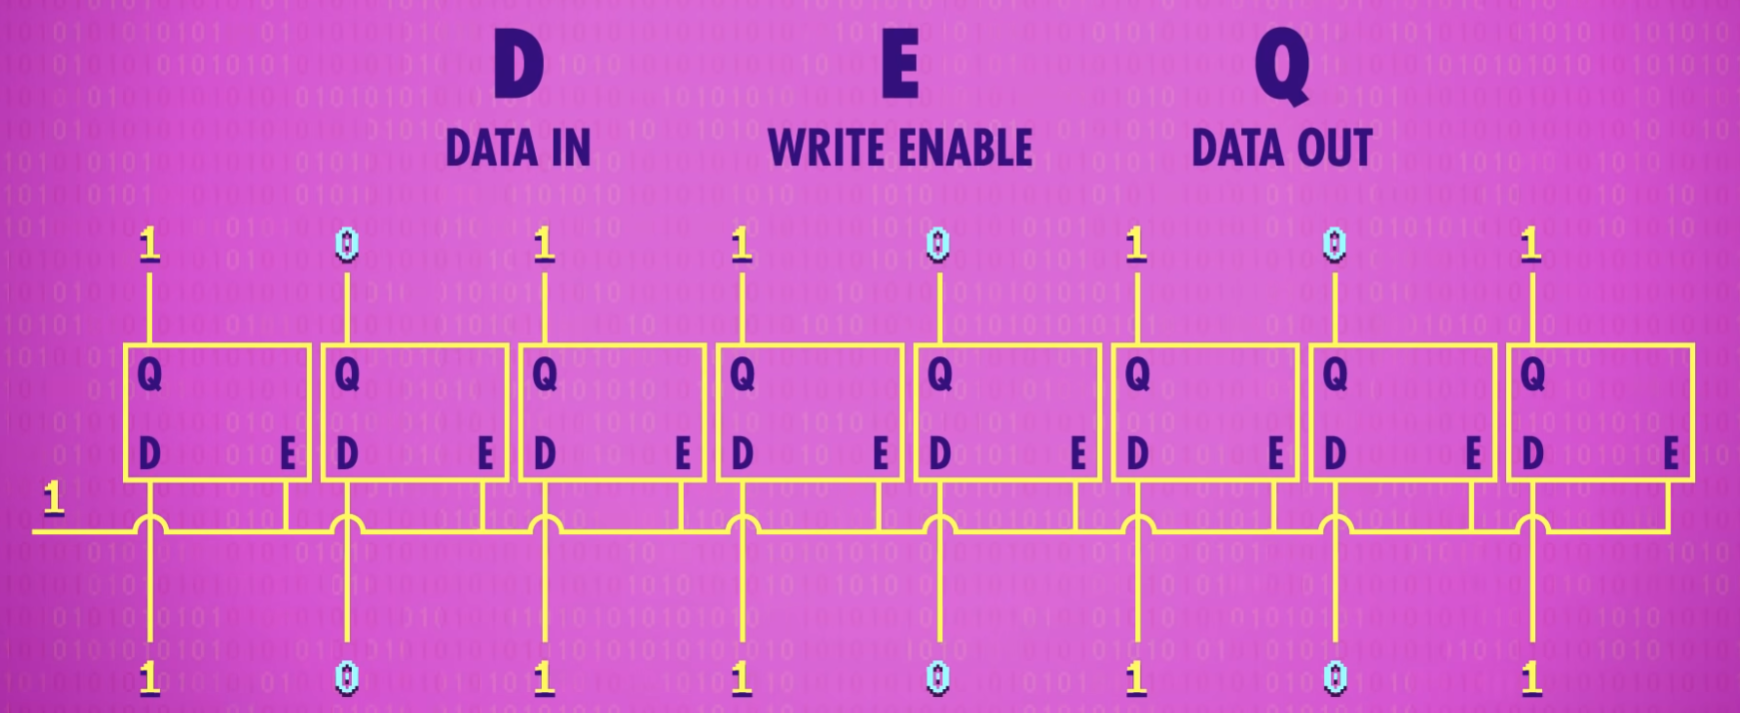 D E Q
DATA IN WRITE ENABLE DATA OUT
1 0 1 1 0 1 0 1
Q Q Q Q Q Q Q Q
D E D E D E D E D E D E D E D E
1
1 0 1 1 0 1 0 1